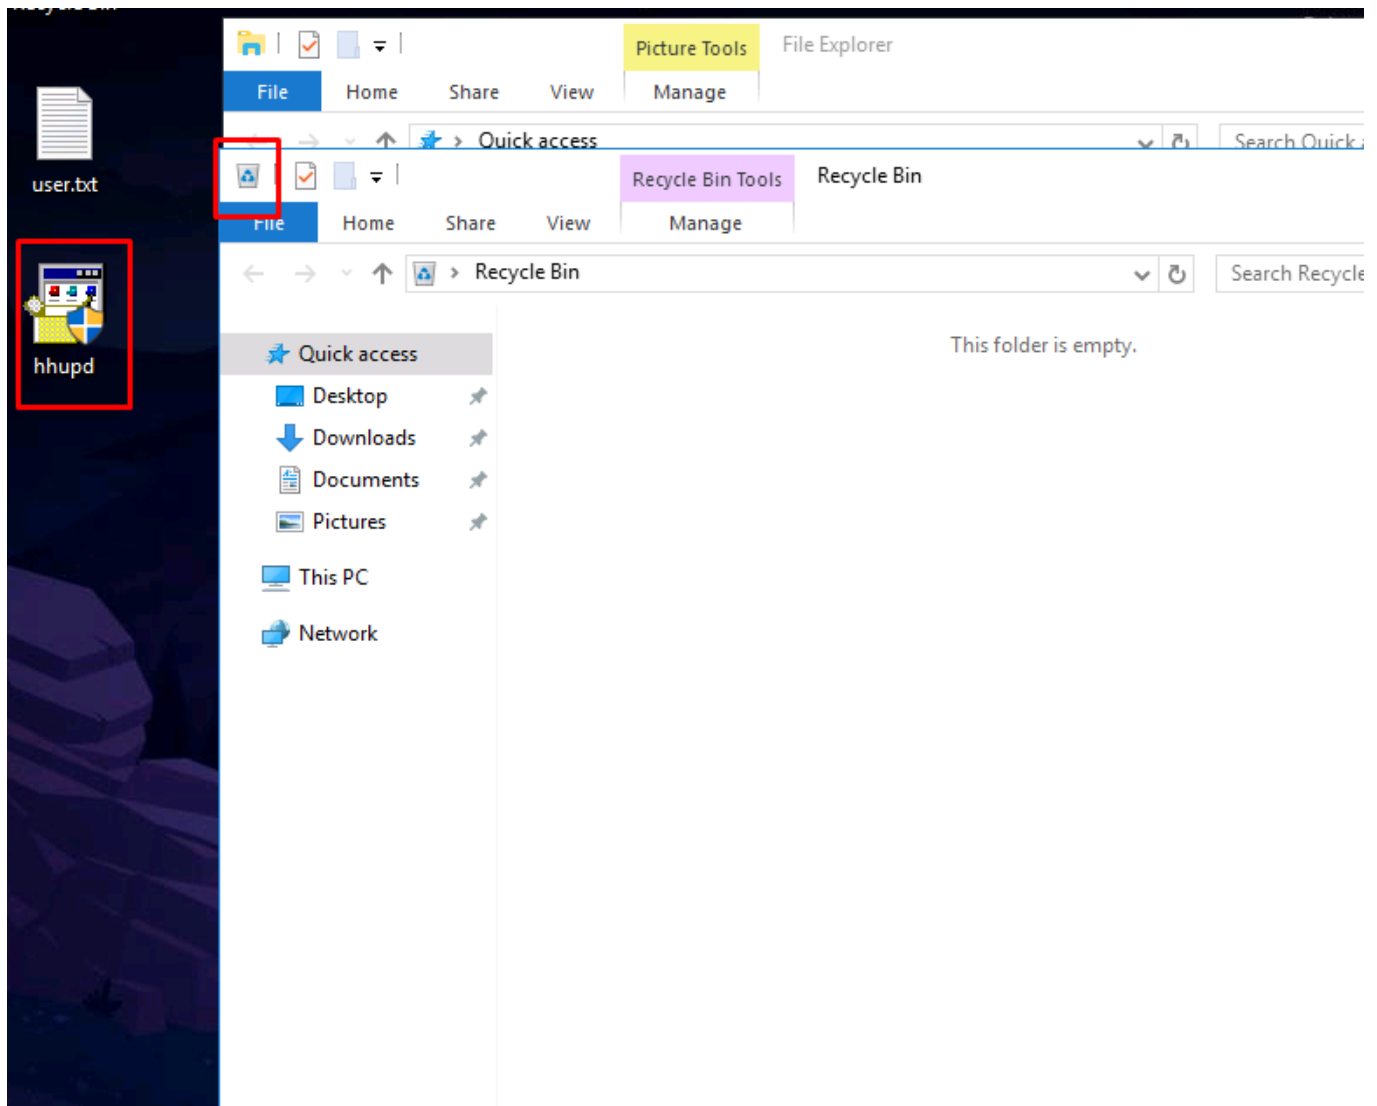 Picture Tools File Explorer
File Home Share View Manage
Quick access Search Quick
user.txt
Recycle Bin Tools Recycle Bin
File Home Share View Manage
Recycle Bin Search Recycle
This folder is empty.
hhupd
Quick access
Desktop
Downloads
Documents
Pictures
This PC
Network